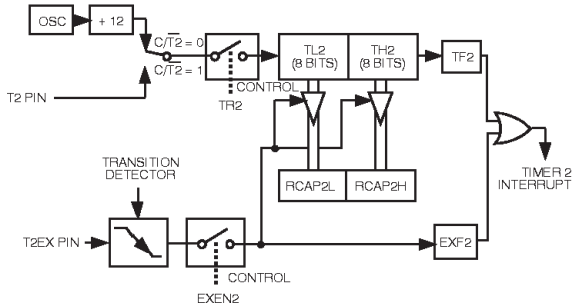 OSC
+ 12
C/T2 = 0
C/T2 = 1
TL2
(8 BITS)
TH2
(8 BITS)
TF2
CONTROL
TR2
T2 PIN
TRANSITION
DETECTOR
RCAP2L
RCAP2H
TIMER 2
INTERRUPT
T2EX PIN
EXF2
CONTROL
EXEN2